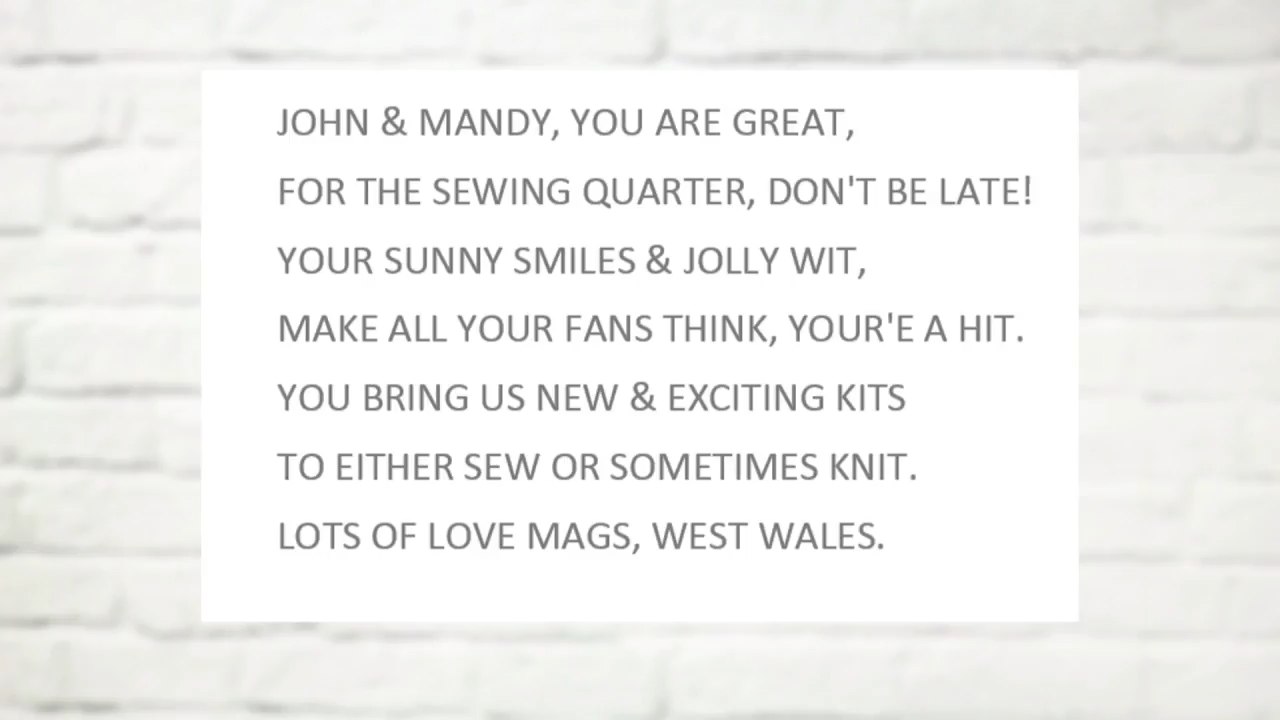 JOHN & MANDY, YOU ARE GREAT,
FOR THE SEWING QUARTER, DON'T BE LATE!
YOUR SUNNY SMILES & JOLLY WIT,
MAKE ALL YOUR FANS THINK, YOUR'E A HIT.
YOU BRING US NEW & EXCITING KITS
TO EITHER SEW OR SOMETIMES KNIT.
LOTS OF LOVE MAGS, WEST WALES.